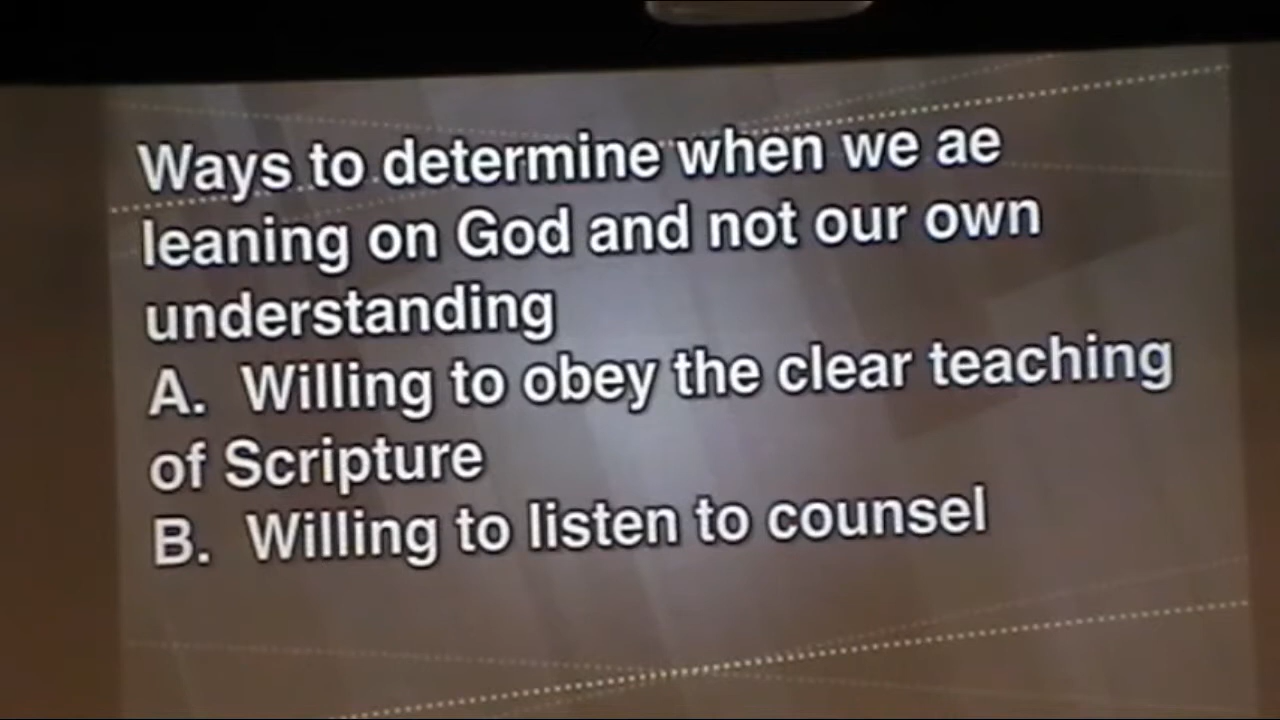 Ways to determine when we ae
leaning on God and not our own
understanding
A. Willing to obey the clear teaching
of Scripture
B. Willing to listen to counsel